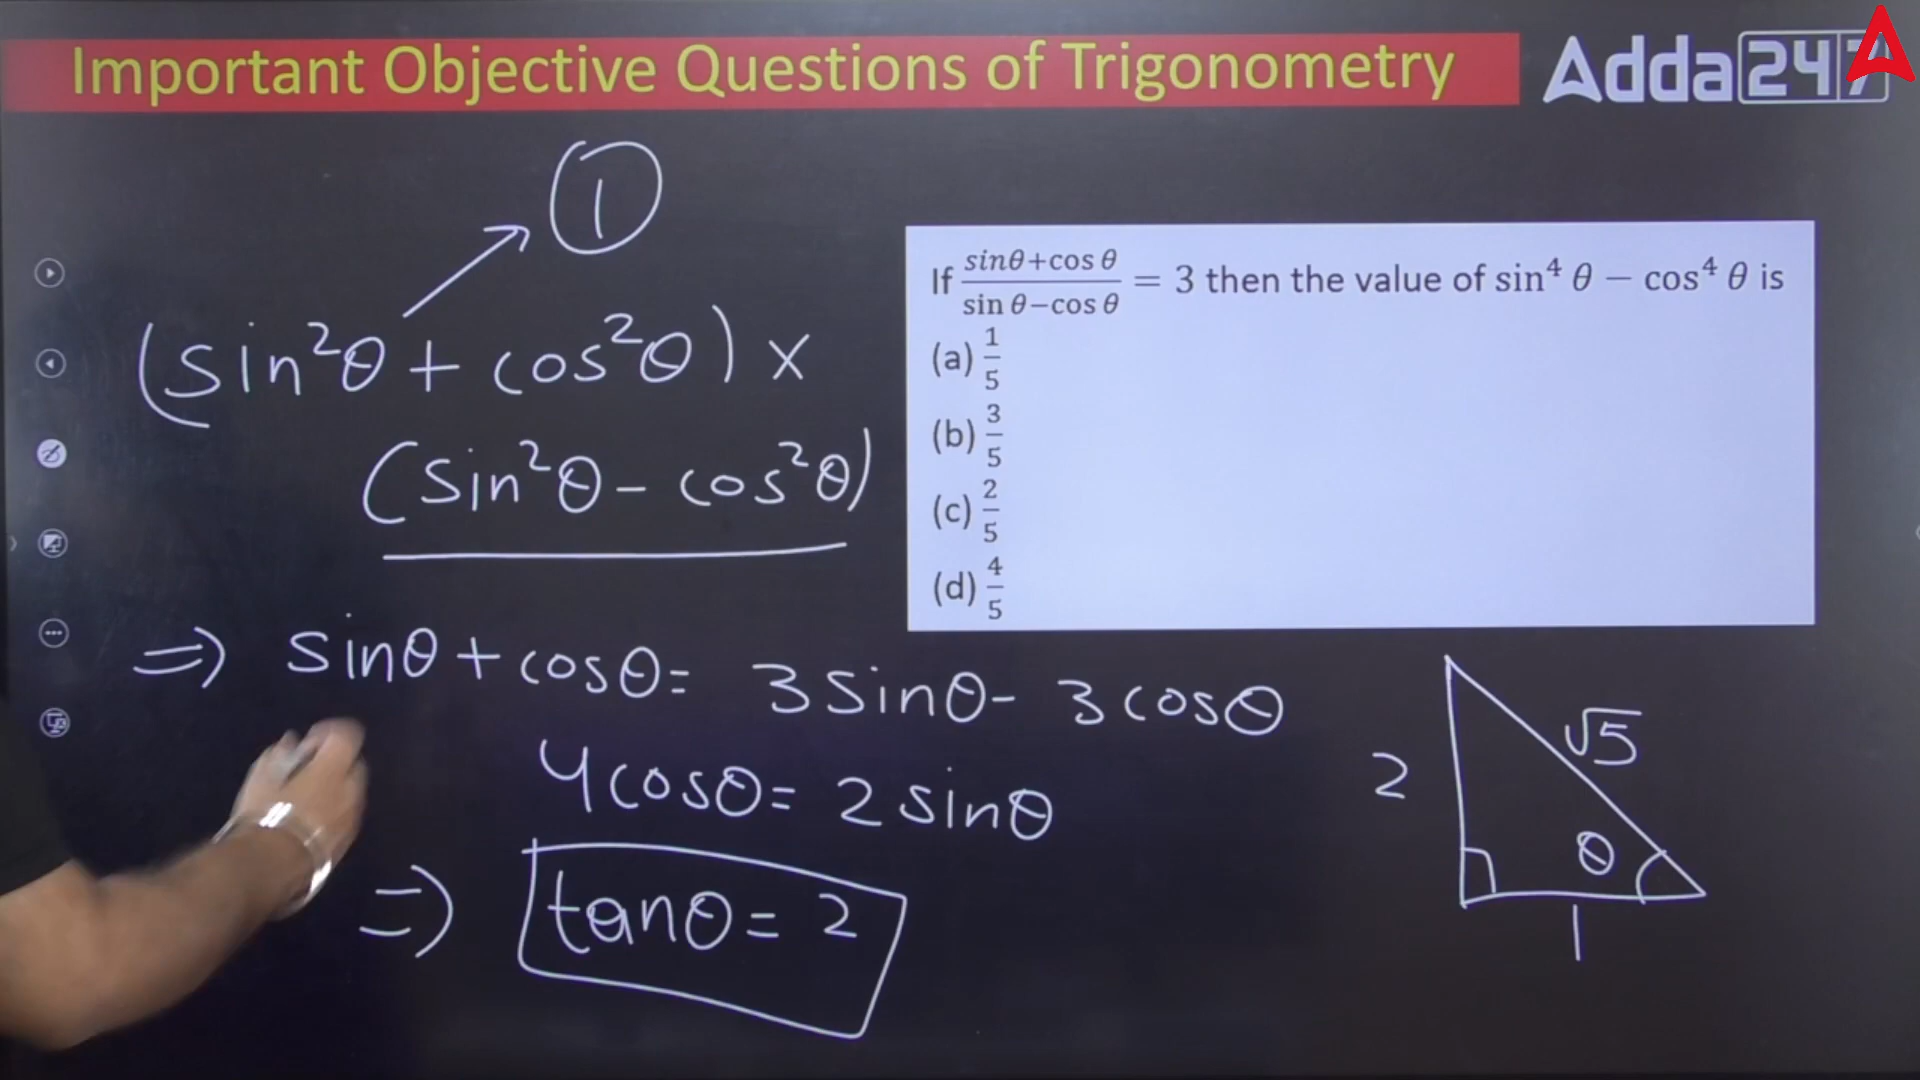 Important Objective Questions of Trigonometry
Adda247
1
(sin²θ + cos²θ) ×
(sin²θ - cos²θ)
If (sinθ+cos θ)/(sin θ−cos θ) = 3 then the value of sin⁴ θ − cos⁴ θ is
(a) 1/5
(b) 3/5
(c) 2/5
(d) 4/5
⇒ sinθ + cosθ = 3sinθ - 3cosθ
4cosθ = 2sinθ
⇒ tanθ = 2
2
√5
θ
1